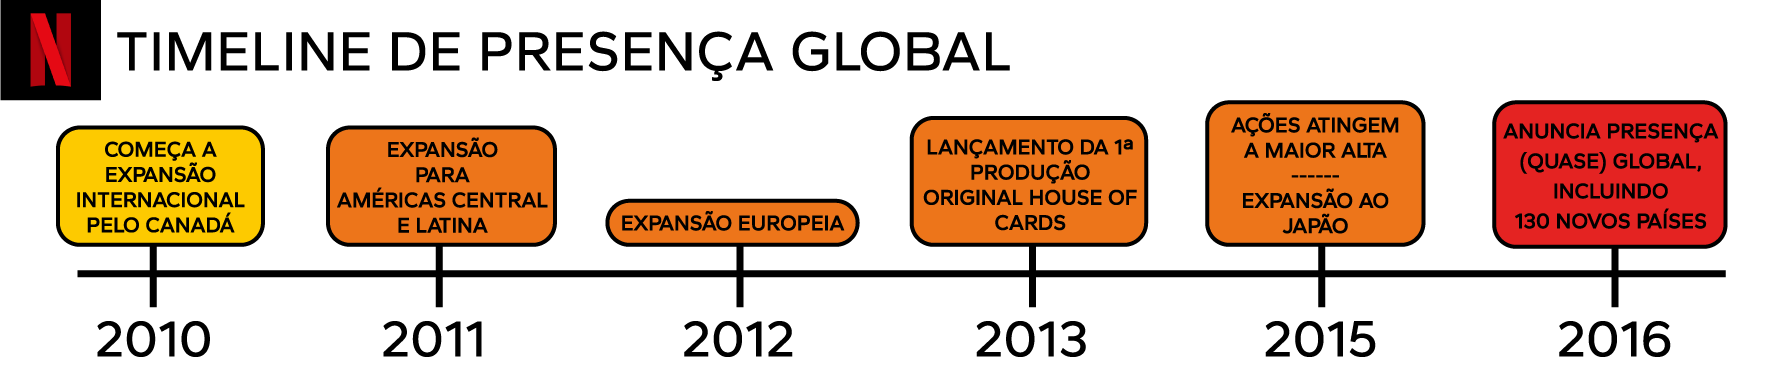 N
TIMELINE DE PRESENÇA GLOBAL
COMEÇA A
EXPANSÃO
INTERNACIONAL
PELO CANADÁ
EXPANSÃO
PARA
AMÉRICAS CENTRAL
E LATINA
EXPANSÃO EUROPEIA
LANÇAMENTO DA 1ª
PRODUÇÃO
ORIGINAL HOUSE OF
CARDS
AÇÕES ATINGEM
A MAIOR ALTA
------
EXPANSÃO AO
JAPÃO
ANUNCIA PRESENÇA
(QUASE) GLOBAL,
INCLUINDO
130 NOVOS PAÍSES
2010
2011
2012
2013
2015
2016